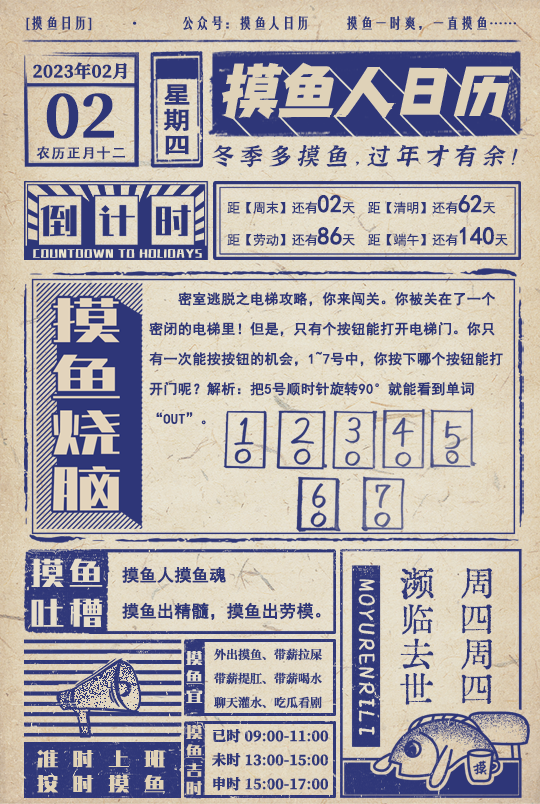 [摸鱼日历] · 公众号：摸鱼人日历 摸鱼一时爽，一直摸鱼······
2023年02月
02
农历正月十二
星期四
摸鱼人日历
冬季多摸鱼,过年才有余!
倒计时
COUNTDOWN TO HOLIDAYS
距【周末】还有02天 距【清明】还有62天
距【劳动】还有86天 距【端午】还有140天
摸鱼烧脑
密室逃脱之电梯攻略，你来闯关。你被关在了一个
密闭的电梯里！但是，只有个按钮能打开电梯门。你只
有一次能按按钮的机会，1~7号中，你按下哪个按钮能打
开门呢？解析：把5号顺时针旋转90°就能看到单词
“OUT”。
1 2 3 4 5
6 7
摸鱼
吐槽
摸鱼人摸鱼魂
摸鱼出精髓，摸鱼出劳模。
准时上班
按时摸鱼
摸鱼宜
外出摸鱼、带薪拉屎
带薪提肛、带薪喝水
聊天灌水、吃瓜看剧
摸鱼吉时
巳时 09:00-11:00
未时 13:00-15:00
申时 15:00-17:00
周四周四
濒临去世
MOYURENRILI
摸